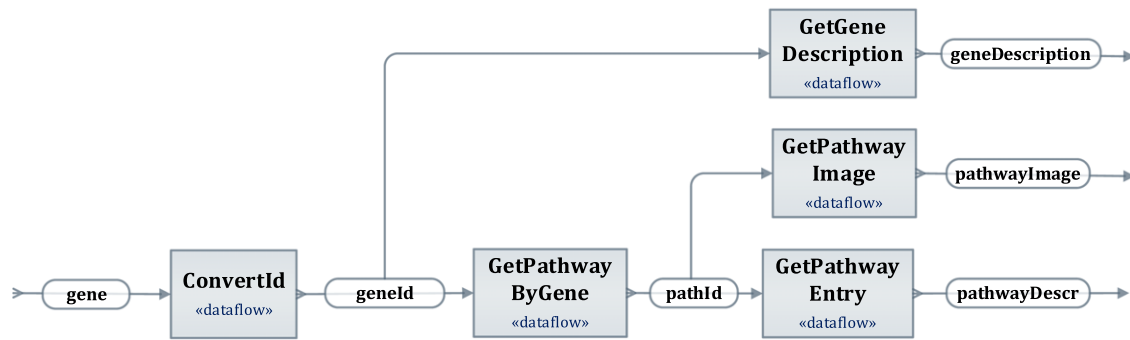 GetGene
Description
«dataflow»
geneDescription
GetPathway
Image
«dataflow»
pathwayImage
gene
ConvertId
«dataflow»
geneId
GetPathway
ByGene
«dataflow»
pathId
GetPathway
Entry
«dataflow»
pathwayDescr